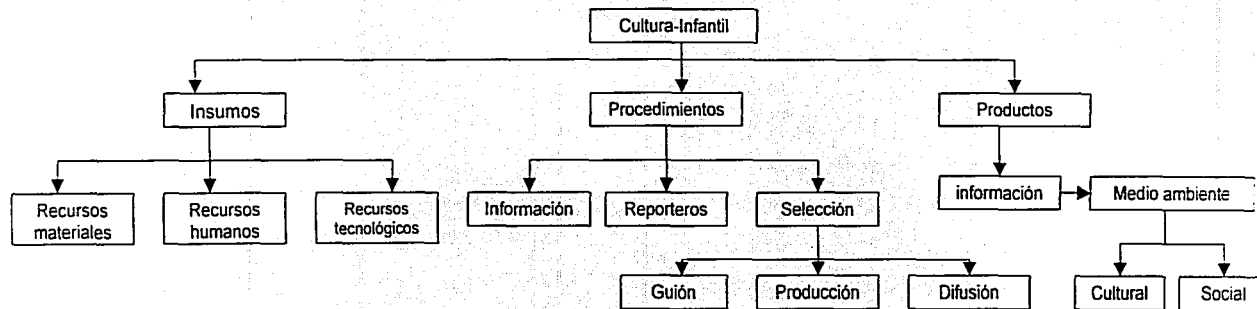 Cultura-Infantil
Insumos
Procedimientos
Productos
Recursos
materiales
Recursos
humanos
Recursos
tecnológicos
Información
Reporteros
Selección
información
Medio ambiente
Guión
Producción
Difusión
Cultural
Social